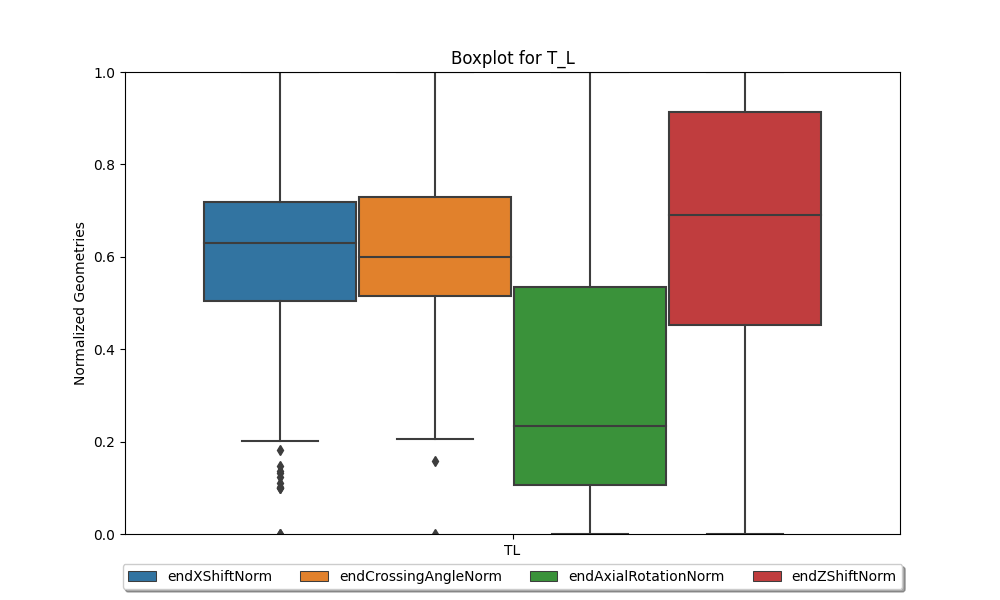 Boxplot for T_L
1.0
0.8
0.6
0.4
0.2
0.0
Normalized Geometries
TL
endXShiftNorm endCrossingAngleNorm endAxialRotationNorm endZShiftNorm